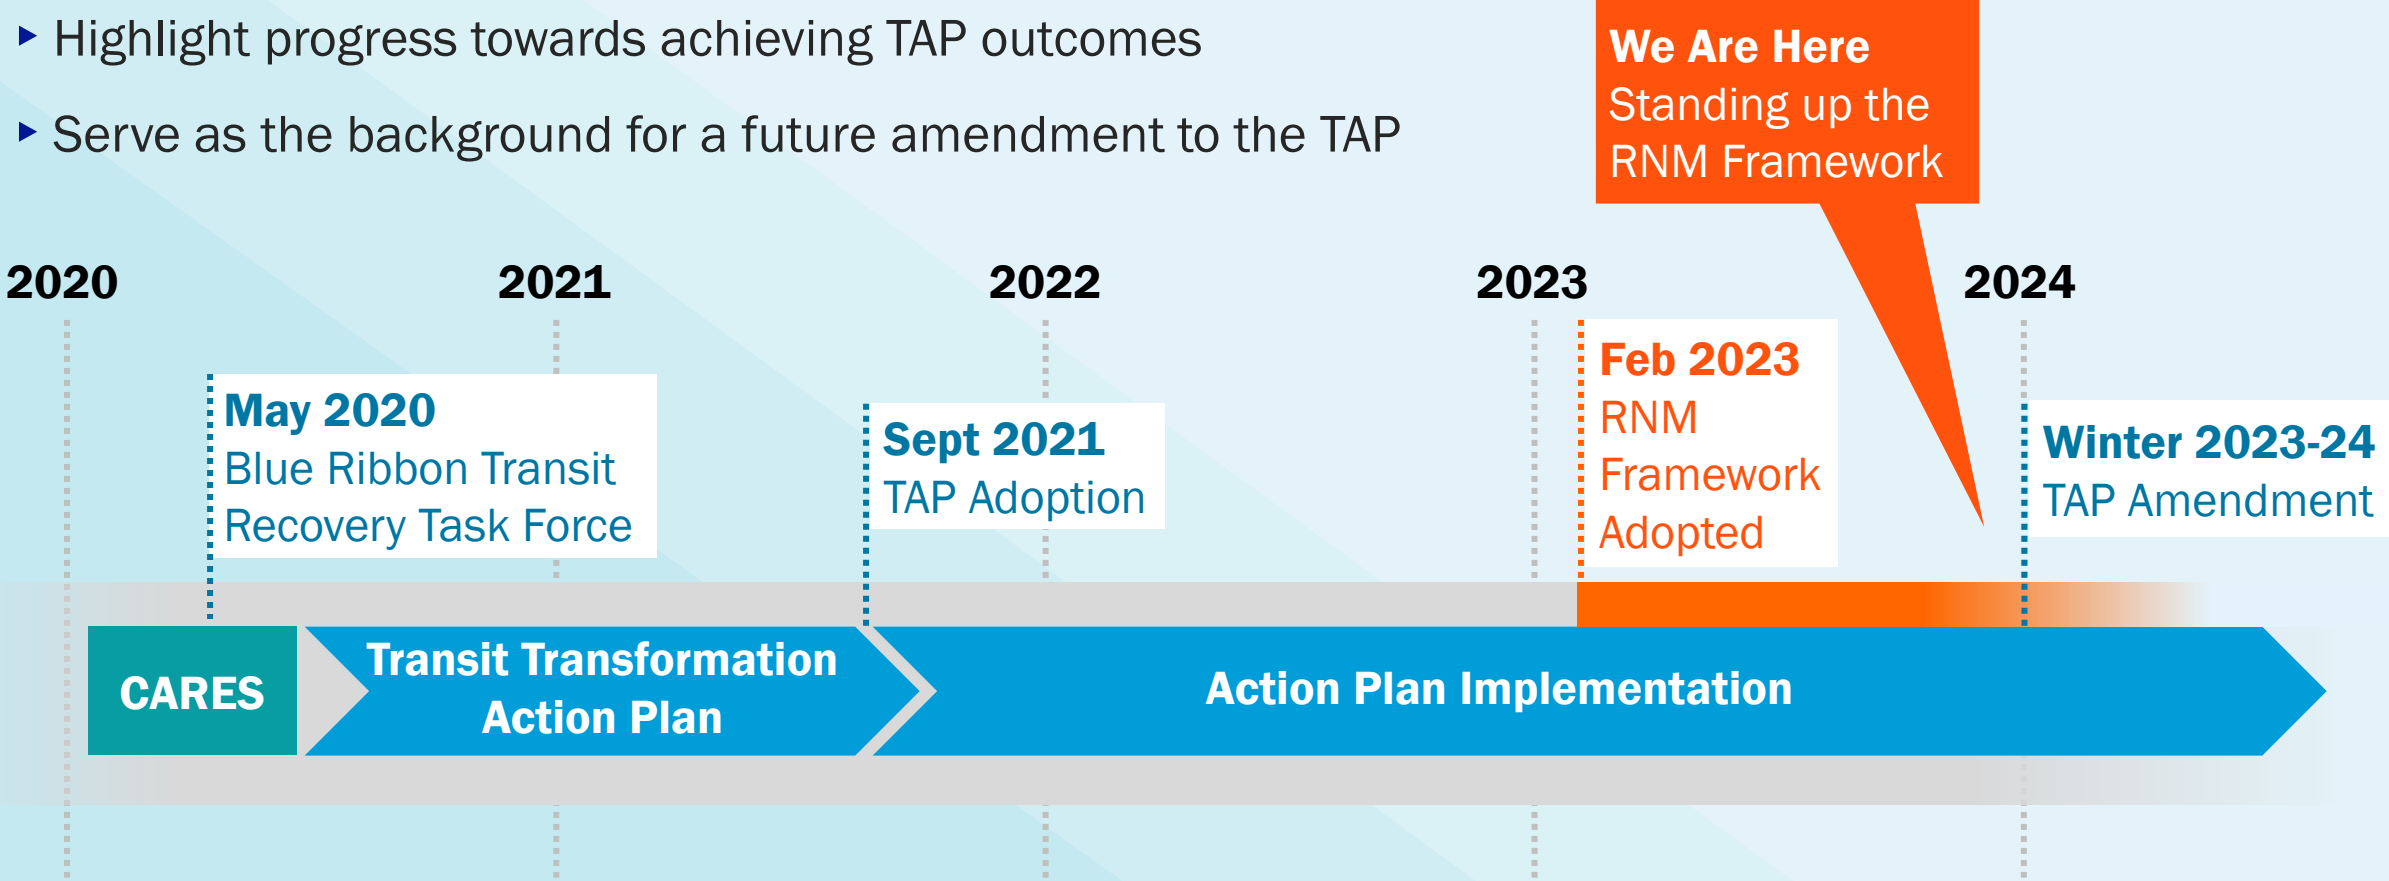 Highlight progress towards achieving TAP outcomes
Serve as the background for a future amendment to the TAP
We Are Here
Standing up the
RNM Framework
2020
2021
2022
2023
2024
May 2020
Blue Ribbon Transit
Recovery Task Force
Sept 2021
TAP Adoption
Feb 2023
RNM
Framework
Adopted
Winter 2023-24
TAP Amendment
CARES
Transit Transformation
Action Plan
Action Plan Implementation